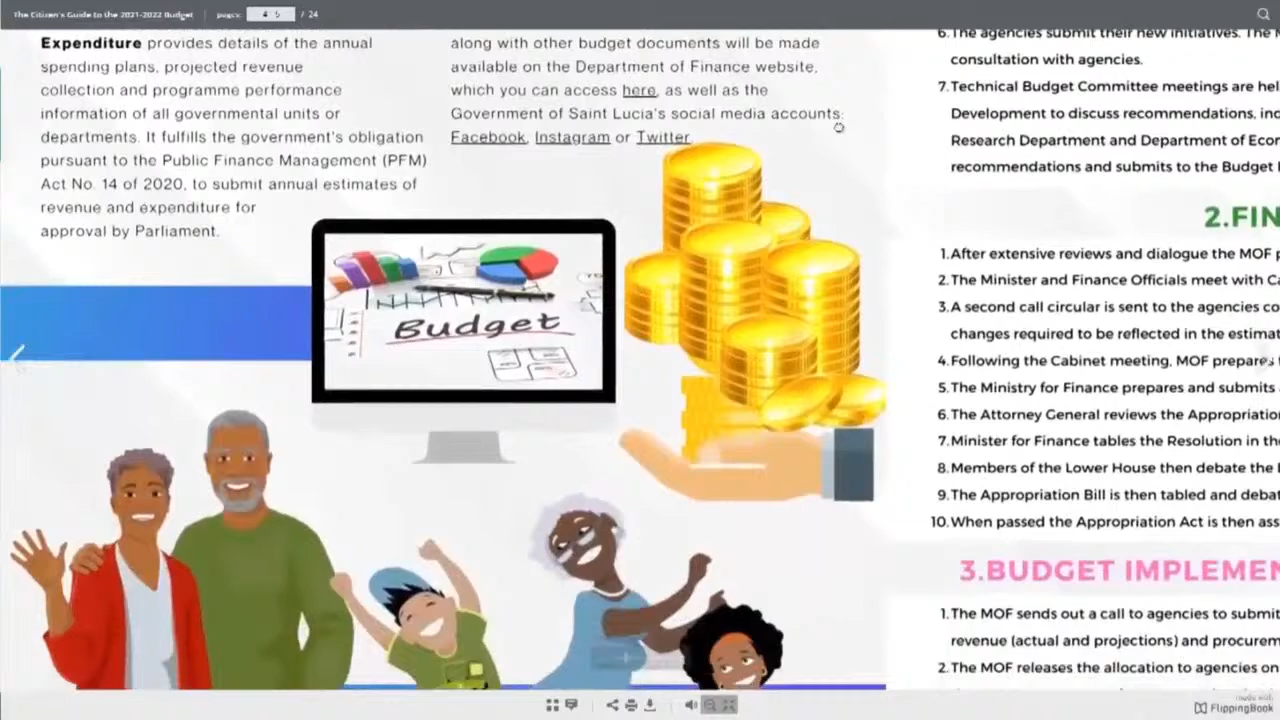 The Citizen's Guide to the 2021-2022 Budget
pages: 4 - 5 / 24
Expenditure provides details of the annual
spending plans, projected revenue
collection and programme performance
information of all governmental units or
departments. It fulfills the government's obligation
pursuant to the Public Finance Management (PFM)
Act No. 14 of 2020, to submit annual estimates of
revenue and expenditure for
approval by Parliament.
along with other budget documents will be made
available on the Department of Finance website,
which you can access here, as well as the
Government of Saint Lucia's social media accounts:
Facebook, Instagram or Twitter.
Budget
6. The agencies submit their new initiatives. The
consultation with agencies.
7. Technical Budget Committee meetings are hel
Development to discuss recommendations, inc
Research Department and Department of Econ
recommendations and submits to the Budget
2.FIN
1. After extensive reviews and dialogue the MOF
2. The Minister and Finance Officials meet with Ca
3. A second call circular is sent to the agencies co
changes required to be reflected in the estimat
4. Following the Cabinet meeting, MOF prepares
5. The Ministry for Finance prepares and submits
6. The Attorney General reviews the Appropriation
7. Minister for Finance tables the Resolution in the
8. Members of the Lower House then debate the
9. The Appropriation Bill is then tabled and debat
10. When passed the Appropriation Act is then ass
3.BUDGET IMPLEMEN
1. The MOF sends out a call to agencies to submit
revenue (actual and projections) and procurem
2. The MOF releases the allocation to agencies on
made with
FlippingBook